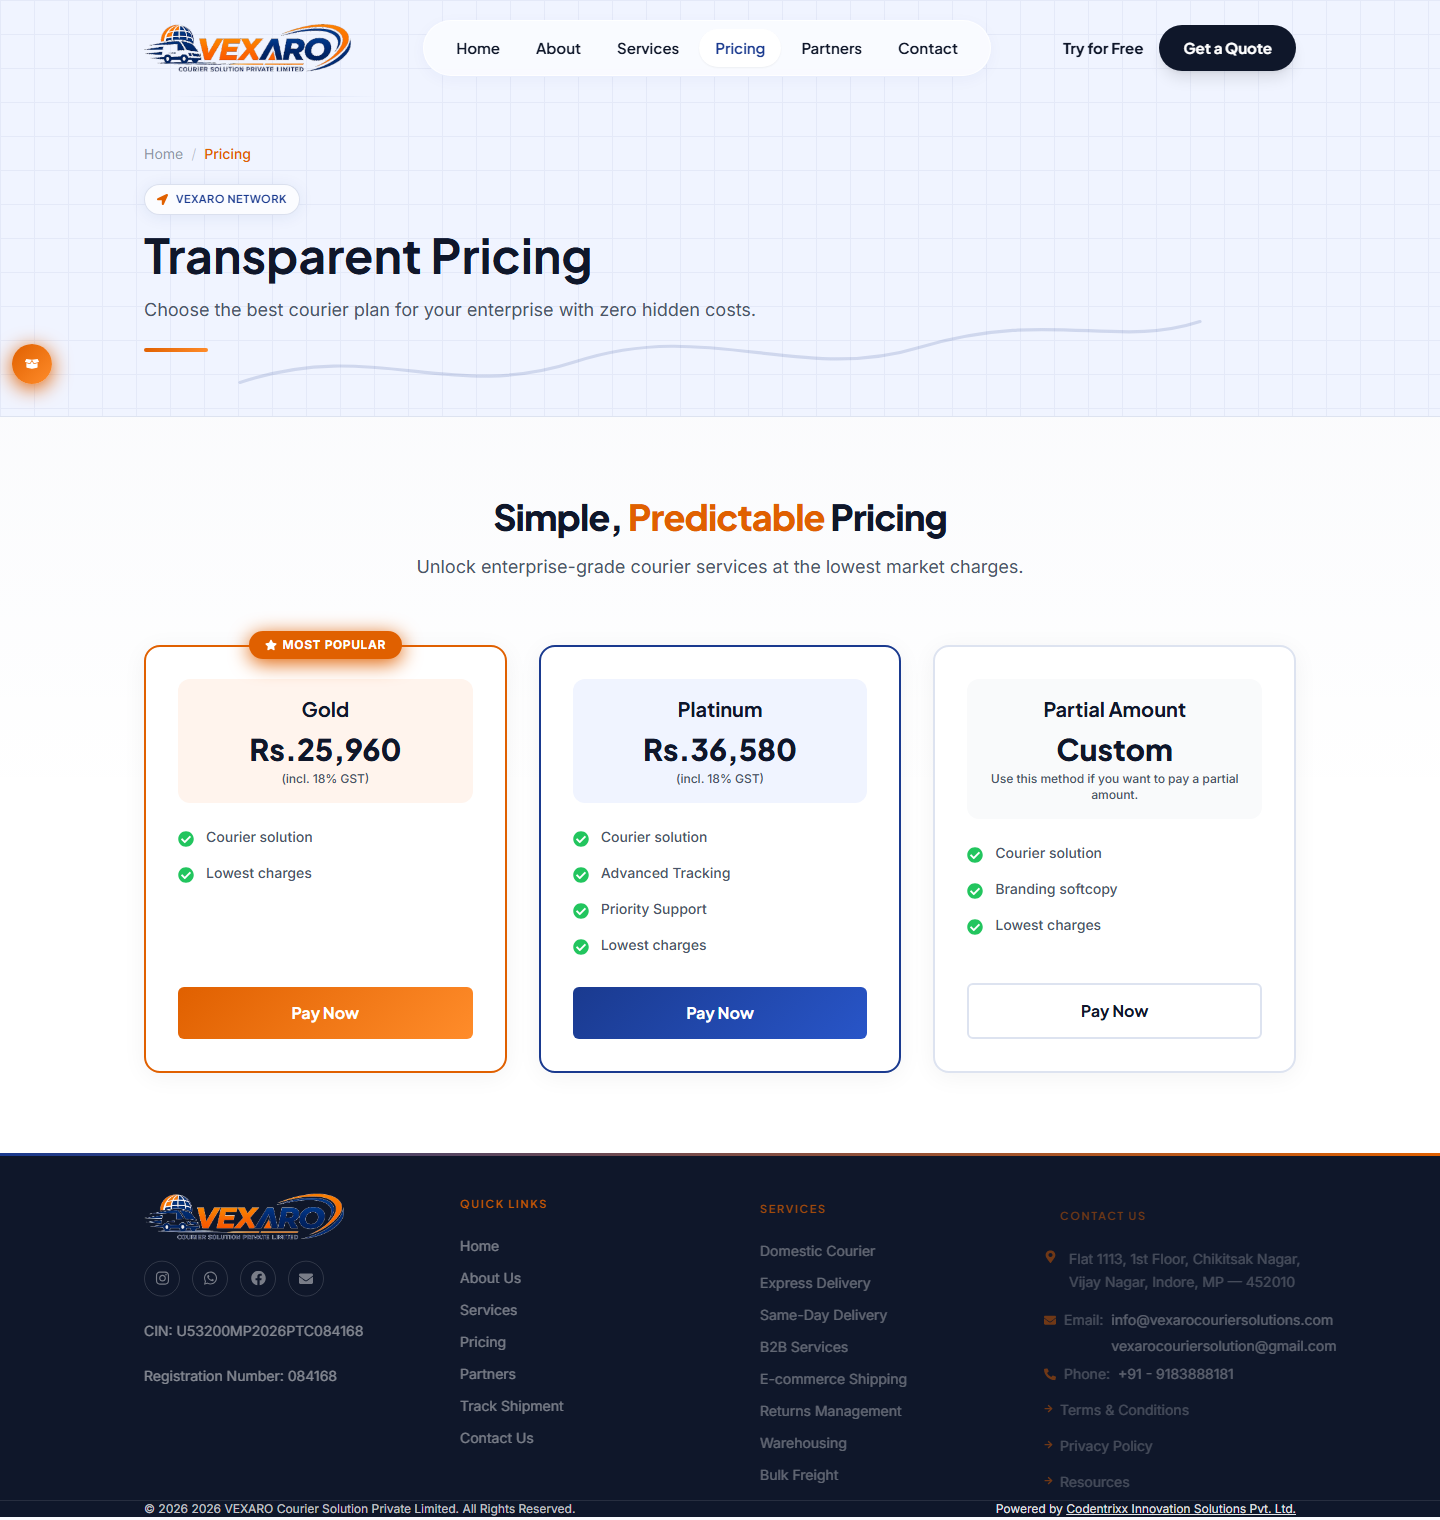 VEXARO
COURIER SOLUTION PRIVATE LIMITED
Home
About
Services
Pricing
Partners
Contact
Try for Free
Get a Quote
Home / Pricing
VEXARO NETWORK
Transparent Pricing
Choose the best courier plan for your enterprise with zero hidden costs.
Simple, Predictable Pricing
Unlock enterprise-grade courier services at the lowest market charges.
MOST POPULAR
Gold
Rs.25,960
(incl. 18% GST)
Courier solution
Lowest charges
Pay Now
Platinum
Rs.36,580
(incl. 18% GST)
Courier solution
Advanced Tracking
Priority Support
Lowest charges
Pay Now
Partial Amount
Custom
Use this method if you want to pay a partial
amount.
Courier solution
Branding softcopy
Lowest charges
Pay Now
VEXARO
COURIER SOLUTION PRIVATE LIMITED
CIN: U53200MP2026PTC084168
Registration Number: 084168
QUICK LINKS
Home
About Us
Services
Pricing
Partners
Track Shipment
Contact Us
SERVICES
Domestic Courier
Express Delivery
Same-Day Delivery
B2B Services
E-commerce Shipping
Returns Management
Warehousing
Bulk Freight
CONTACT US
Flat 1113, 1st Floor, Chikitsak Nagar,
Vijay Nagar, Indore, MP — 452010
Email: info@vexarocouriersolutions.com
vexarocouriersolution@gmail.com
Phone: +91 - 9183888181
Terms & Conditions
Privacy Policy
Resources
© 2026 2026 VEXARO Courier Solution Private Limited. All Rights Reserved.
Powered by Codentrixx Innovation Solutions Pvt. Ltd.